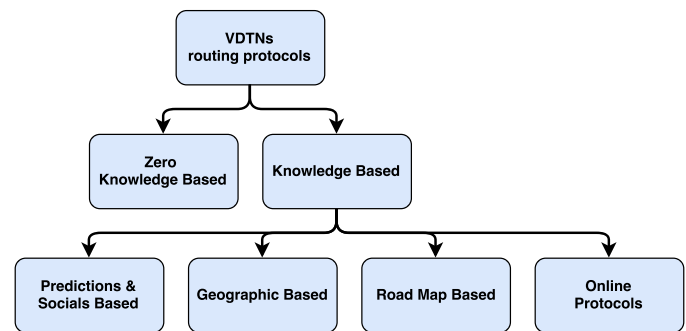 VDTNs
routing protocols
Zero
Knowledge Based
Knowledge Based
Predictions &
Socials Based
Geographic Based
Road Map Based
Online
Protocols